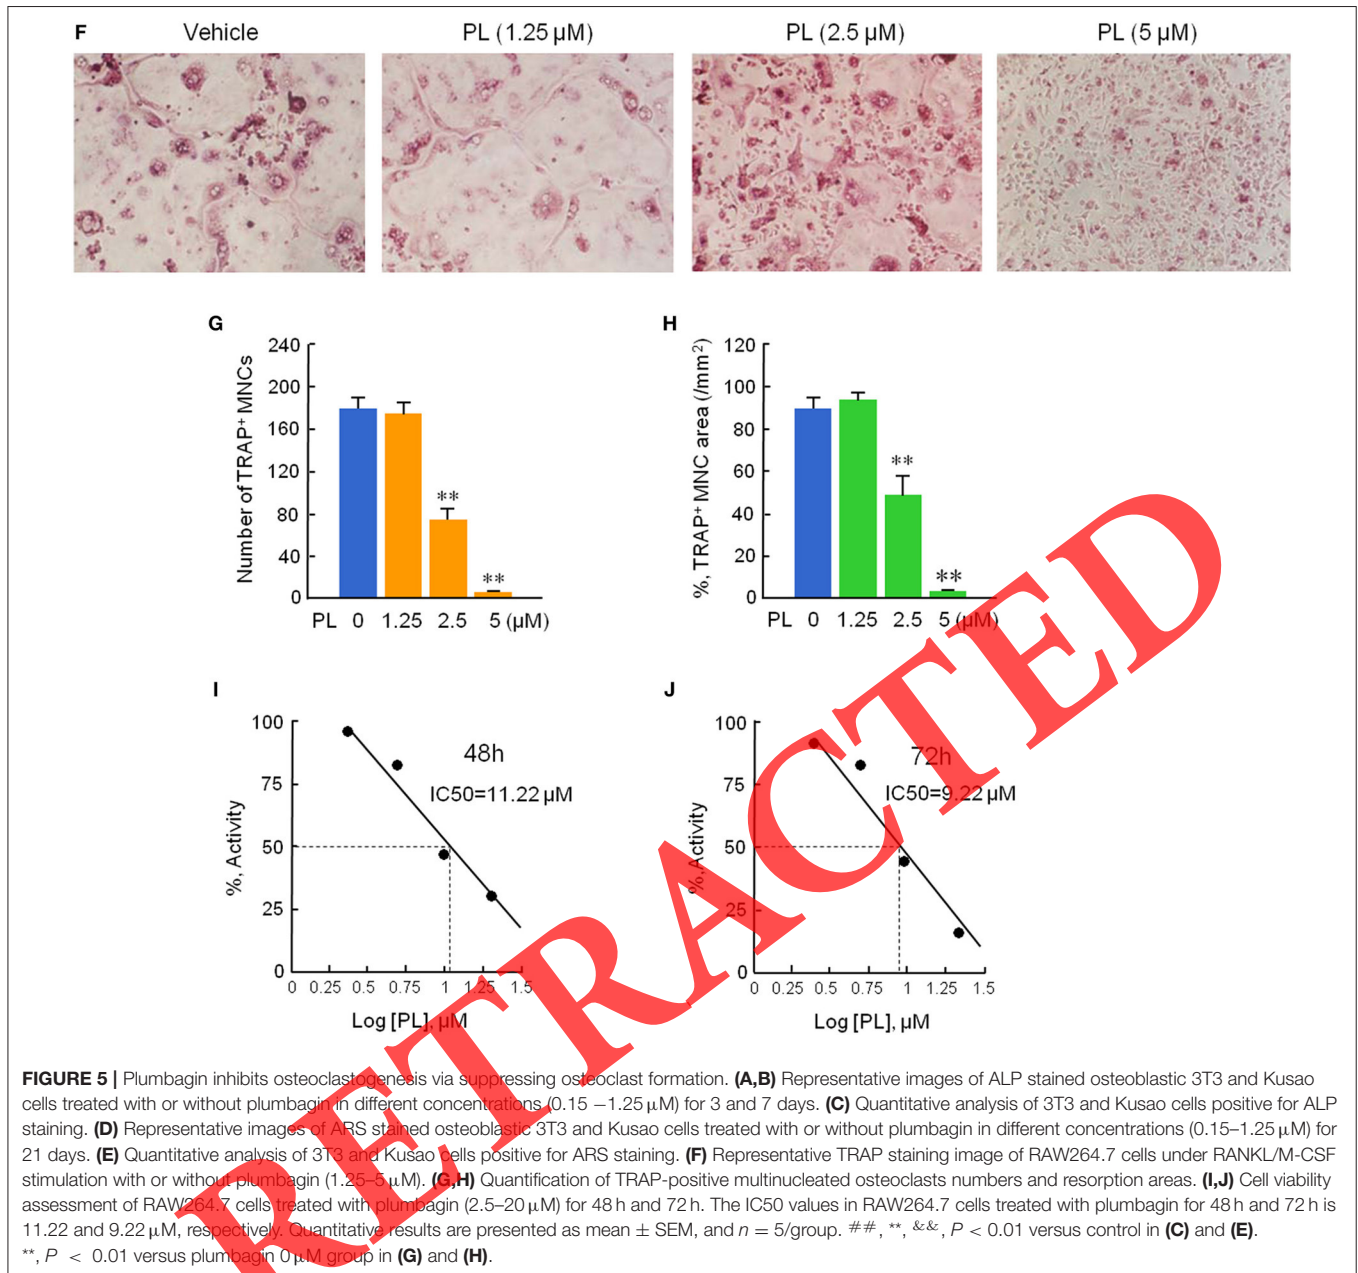 F Vehicle PL (1.25 μM) PL (2.5 μM) PL (5 μM)
G
Number of TRAP⁺ MNCs
240
200
160
120
80
40
0
**
**
PL 0 1.25 2.5 5 (μM)
H
%, TRAP⁺ MNC area (/mm²)
120
100
80
60
40
20
0
**
**
PL 0 1.25 2.5 5 (μM)
I
%, Activity
100
75
50
25
0
48h
IC50=11.22 μM
0 0.25 0.5 0.75 1 1.25 1.5
Log [PL], μM
J
%, Activity
100
75
50
25
0
72h
IC50=9.22 μM
0 0.25 0.5 0.75 1 1.25 1.5
Log [PL], μM
RETRACTED
FIGURE 5 | Plumbagin inhibits osteoclastogenesis via suppressing osteoclast formation. (A,B) Representative images of ALP stained osteoblastic 3T3 and Kusao
cells treated with or without plumbagin in different concentrations (0.15 –1.25 μM) for 3 and 7 days. (C) Quantitative analysis of 3T3 and Kusao cells positive for ALP
staining. (D) Representative images of ARS stained osteoblastic 3T3 and Kusao cells treated with or without plumbagin in different concentrations (0.15–1.25 μM) for
21 days. (E) Quantitative analysis of 3T3 and Kusao cells positive for ARS staining. (F) Representative TRAP staining image of RAW264.7 cells under RANKL/M-CSF
stimulation with or without plumbagin (1.25–5 μM). (G,H) Quantification of TRAP-positive multinucleated osteoclasts numbers and resorption areas. (I,J) Cell viability
assessment of RAW264.7 cells treated with plumbagin (2.5–20 μM) for 48 h and 72 h. The IC50 values in RAW264.7 cells treated with plumbagin for 48 h and 72 h is
11.22 and 9.22 μM, respectively. Quantitative results are presented as mean ± SEM, and n = 5/group. ##, **, &&, P < 0.01 versus control in (C) and (E).
**, P < 0.01 versus plumbagin 0 μM group in (G) and (H).